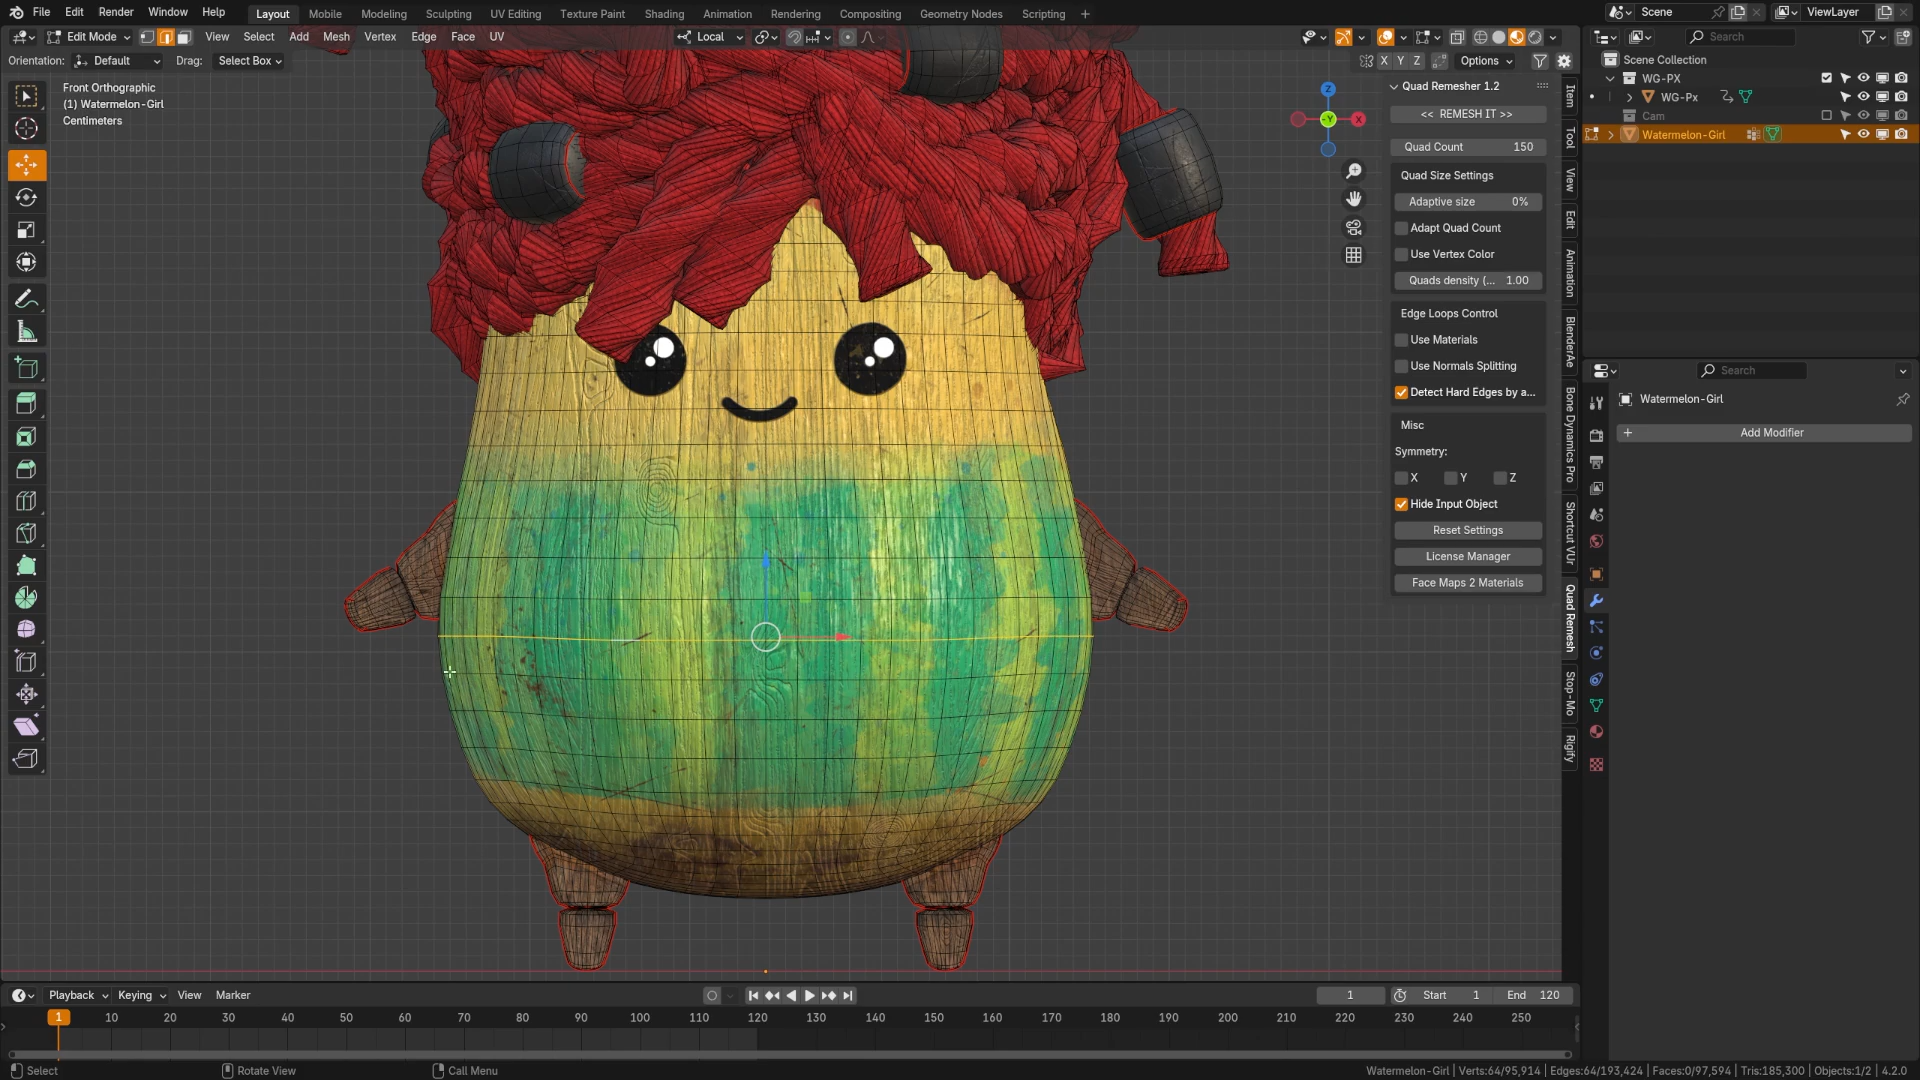 File Edit Render Window Help Layout Mobile Modeling Sculpting UV Editing Texture Paint Shading Animation Rendering Compositing Geometry Nodes Scripting + Scene ViewLayer
Edit Mode View Select Add Mesh Vertex Edge Face UV Local Search
Orientation: Default Drag: Select Box X Y Z Options
Front Orthographic
(1) Watermelon-Girl
Centimeters
Z
Y
X
Quad Remesher 1.2
<< REMESH IT >>
Quad Count 150
Quad Size Settings
Adaptive size 0%
Adapt Quad Count
Use Vertex Color
Quads density (... 1.00
Edge Loops Control
Use Materials
Use Normals Splitting
Detect Hard Edges by a...
Misc
Symmetry:
X Y Z
Hide Input Object
Reset Settings
License Manager
Face Maps 2 Materials
Item
Tool
View
Edit
Animation
BlenderAe
Bone Dynamics Pro
Shortcut VUr
Quad Remesh
Stop-Mo
Rigify
Scene Collection
WG-PX
WG-Px
Cam
Watermelon-Girl
Search
Watermelon-Girl
+ Add Modifier
Playback Keying View Marker 1 Start 1 End 120
1 10 20 30 40 50 60 70 80 90 100 110 120 130 140 150 160 170 180 190 200 210 220 230 240 250
Select Rotate View Call Menu Watermelon-Girl | Verts:64/95,914 | Edges:64/193,424 | Faces:0/97,594 | Tris:185,300 | Objects:1/2 | 4.2.0